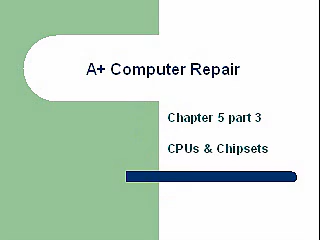 A+ Computer Repair
Chapter 5 part 3
CPUs & Chipsets